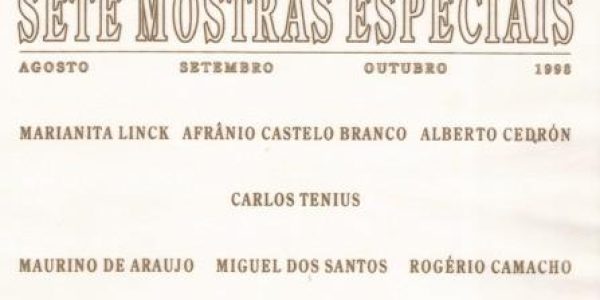 SETE MOSTRAS ESPECIAIS
AGOSTO SETEMBRO OUTUBRO 1998
MARIANITA LINCK AFRÂNIO CASTELO BRANCO ALBERTO CEDRÓN
CARLOS TENIUS
MAURINO DE ARAUJO MIGUEL DOS SANTOS ROGÉRIO CAMACHO